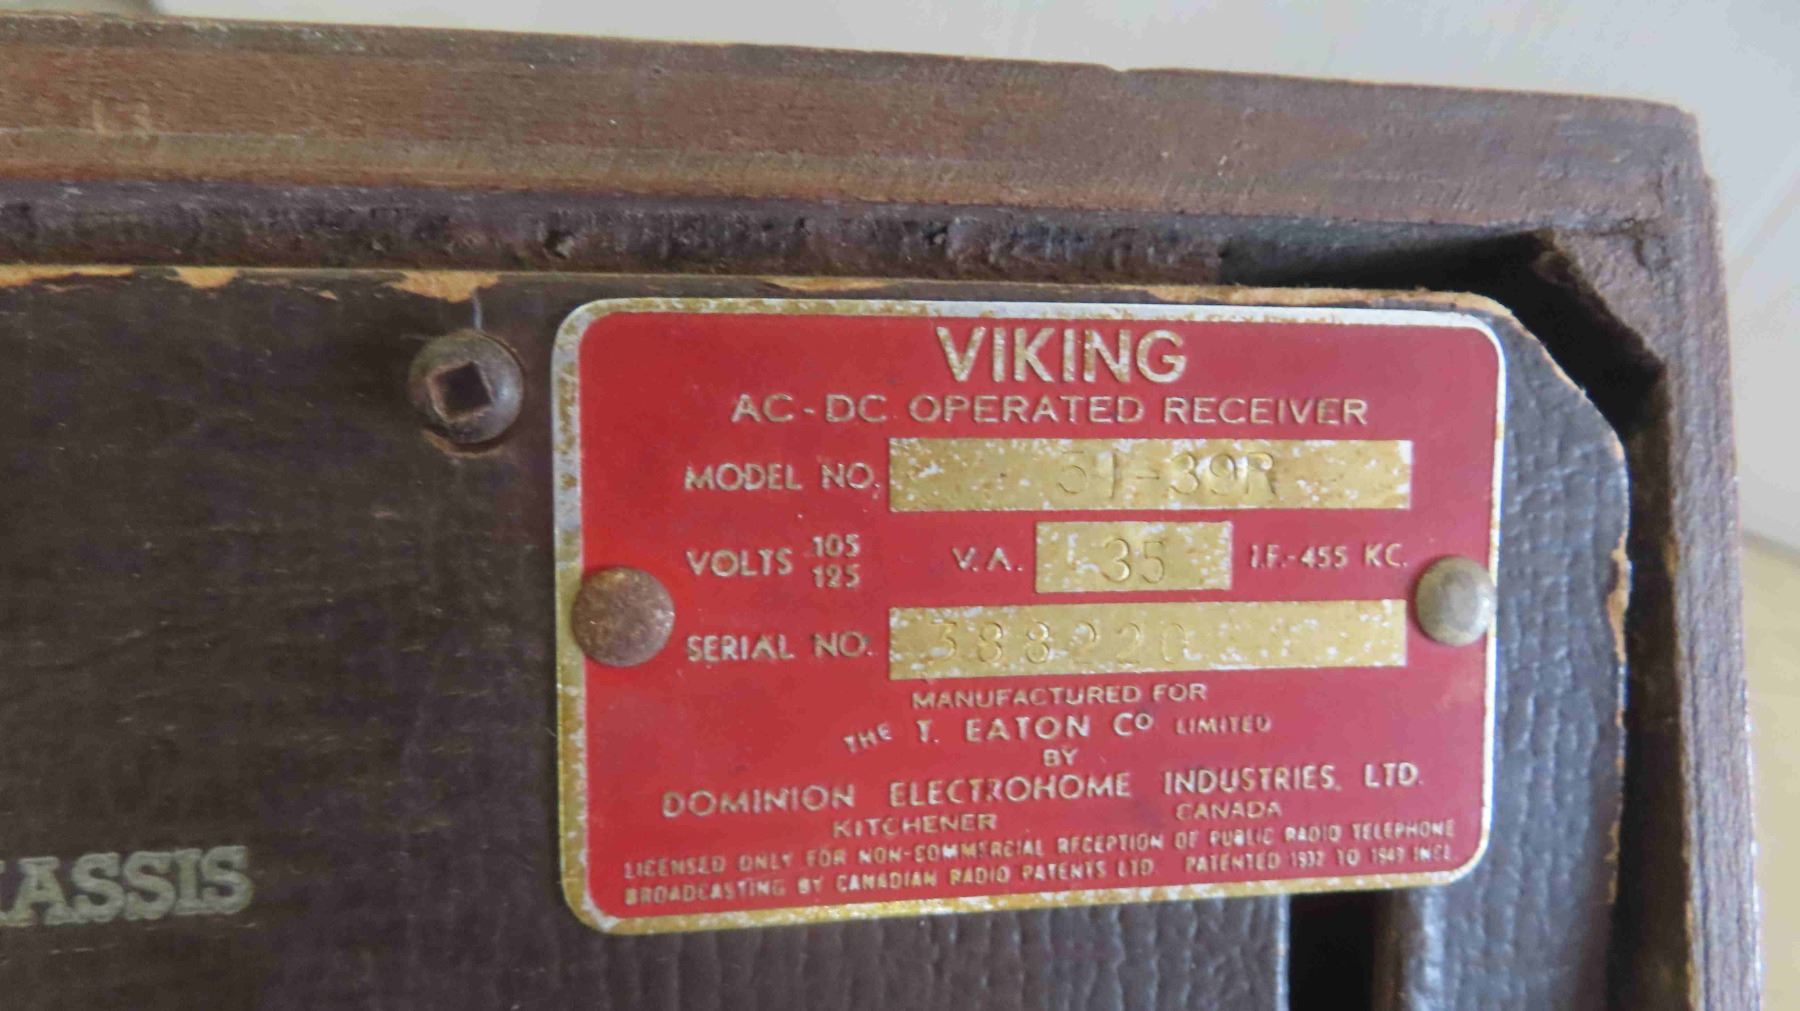 VIKING
AC-DC OPERATED RECEIVER
MODEL NO. 51-39R
VOLTS 105 125 V.A. 35 I.F.-455 KC.
SERIAL NO. 388220
MANUFACTURED FOR
THE T. EATON Co LIMITED
BY
DOMINION ELECTROHOME INDUSTRIES, LTD.
KITCHENER CANADA
LICENSED ONLY FOR NON-COMMERCIAL RECEPTION OF PUBLIC RADIO TELEPHONE
BROADCASTING BY CANADIAN RADIO PATENTS LTD. PATENTED 1932 TO 1949 INCL.
ASSIS